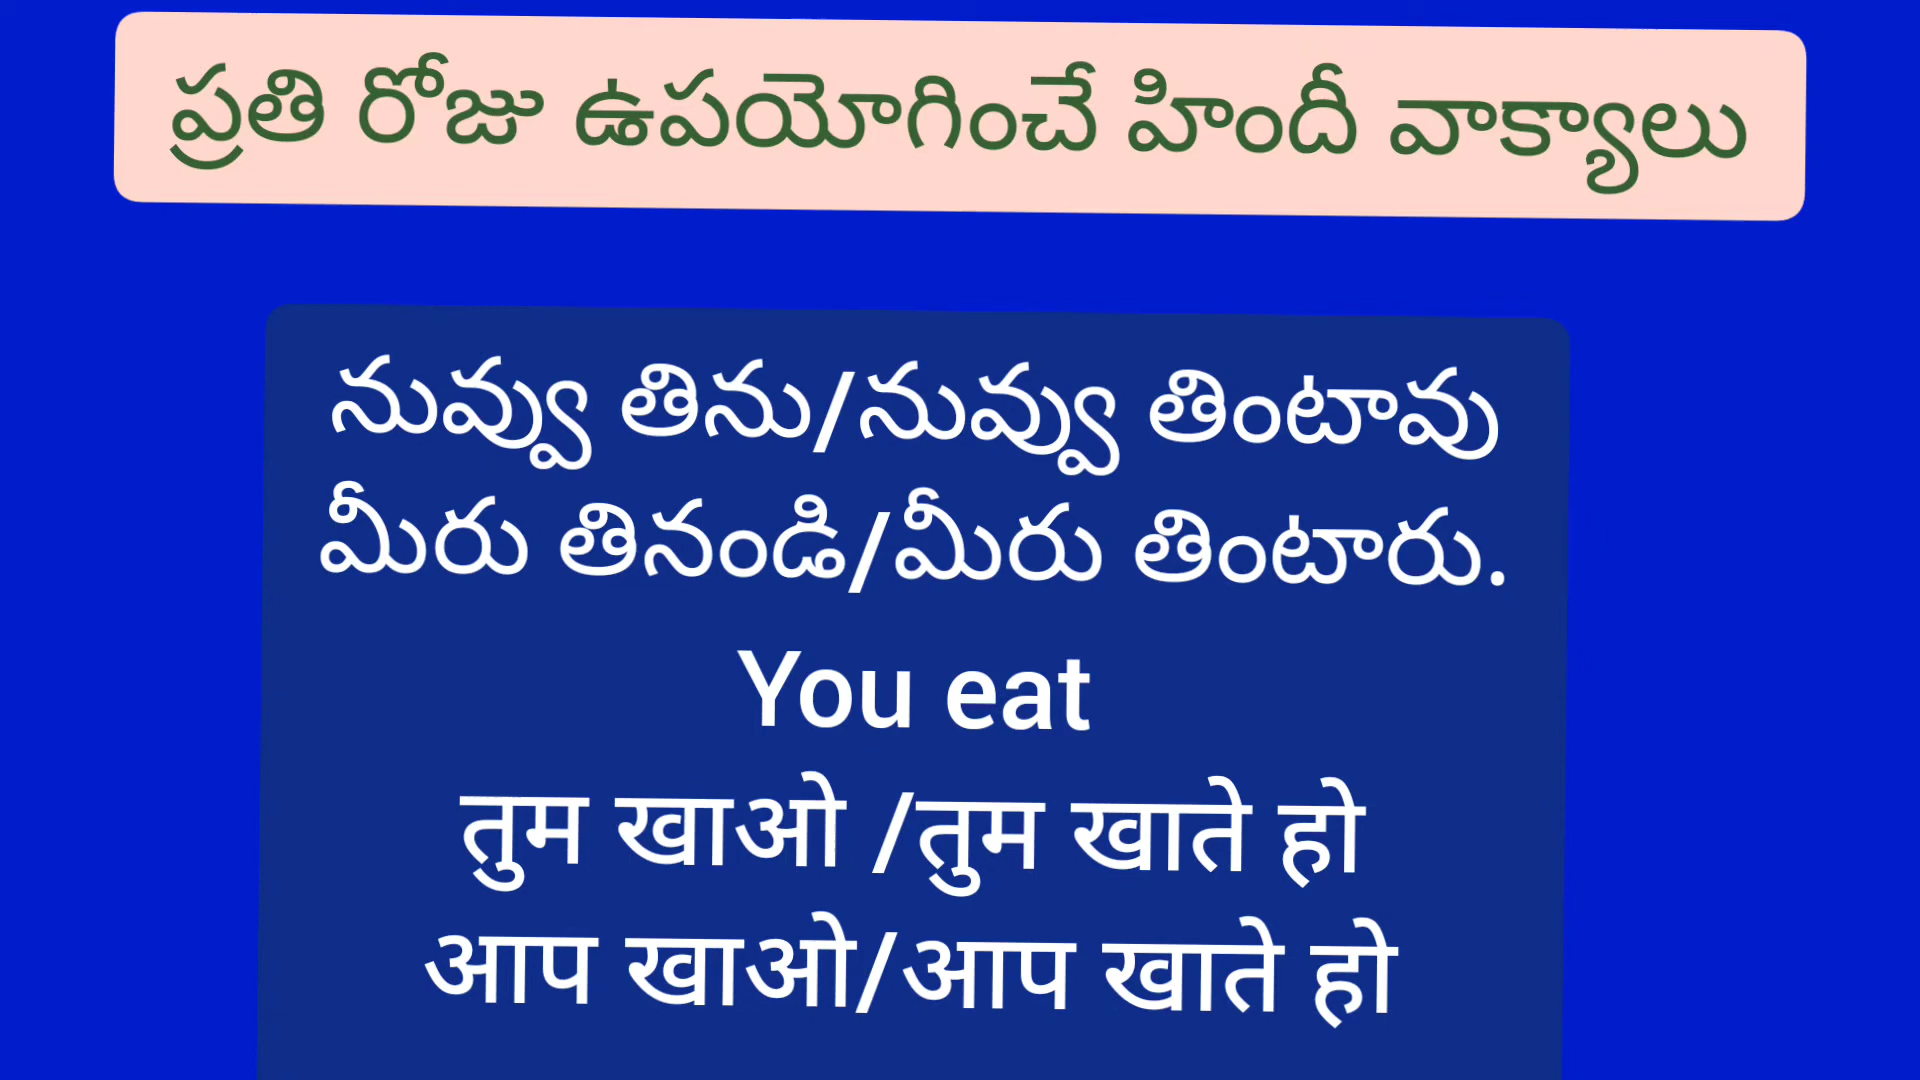 ప్రతి రోజు ఉపయోగించే హిందీ వాక్యాలు
నువ్వు తిను/నువ్వు తింటావు
మీరు తినండి/మీరు తింటారు.
You eat
तुम खाओ /तुम खाते हो
आप खाओ/आप खाते हो